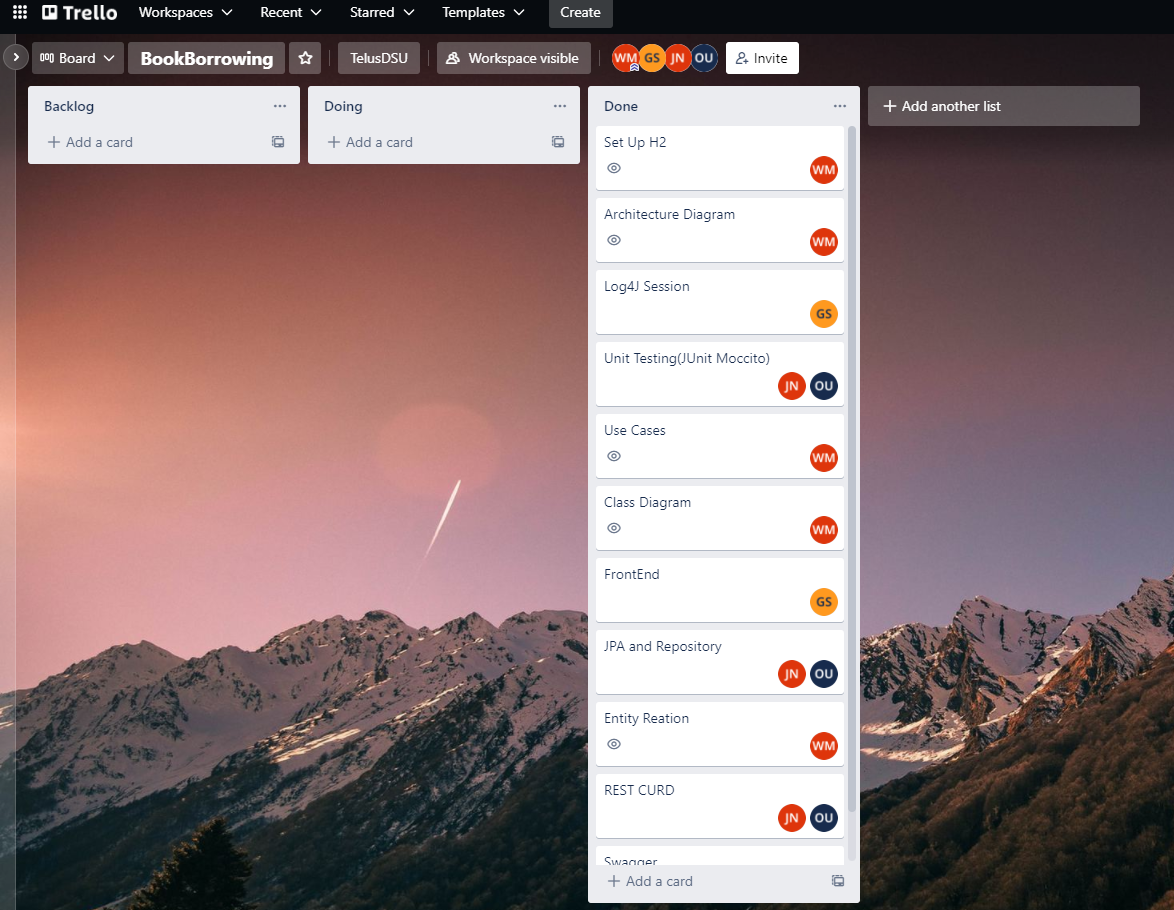 Trello
Workspaces
Recent
Starred
Templates
Create
Board
BookBorrowing
TelusDSU
Workspace visible
WM
GS
JN
OU
Invite
Backlog
Add a card
Doing
Add a card
Done
Set Up H2
WM
Architecture Diagram
WM
Log4J Session
GS
Unit Testing(JUnit Moccito)
JN OU
Use Cases
WM
Class Diagram
WM
FrontEnd
GS
JPA and Repository
JN OU
Entity Reation
WM
REST CURD
JN OU
Swagger
Add a card
Add another list